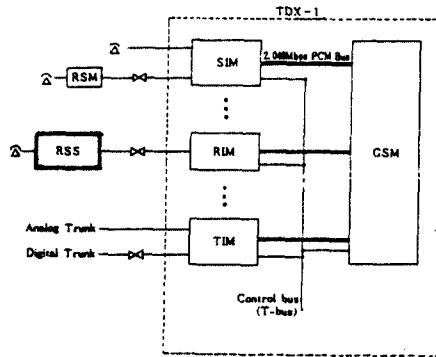 TDX-1
SIM
2.048Mbps PCM Bus
RSM
RSS
RIM
GSM
Analog Trunk
TIM
Digital Trunk
Control bus
(T-bus)